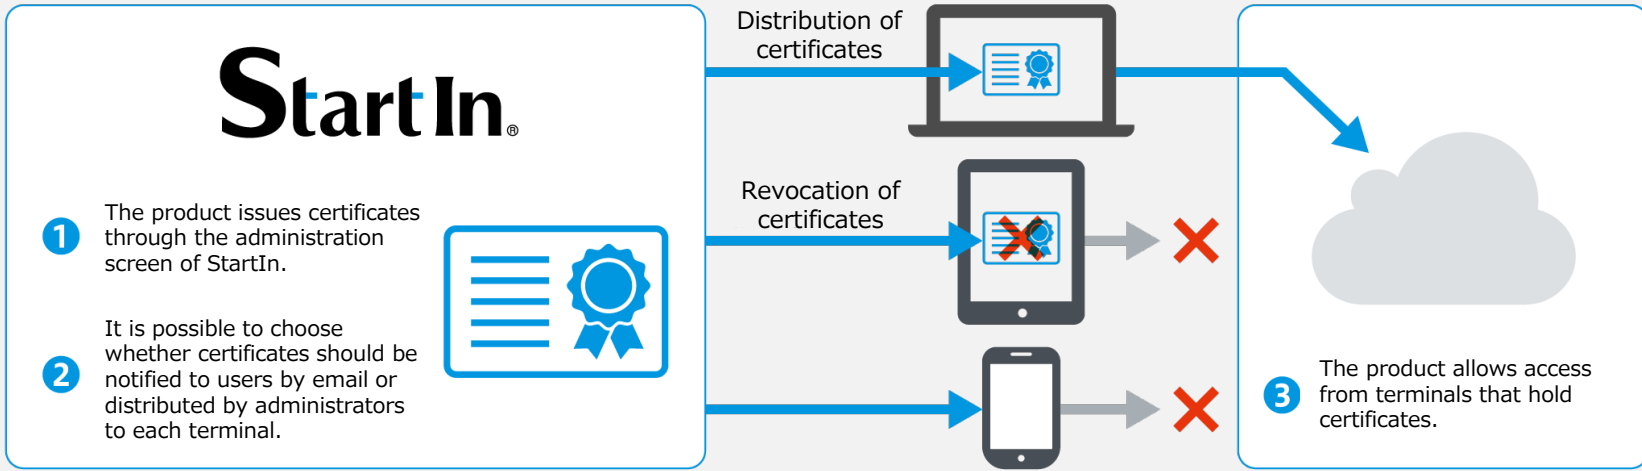 StartIn®
1
The product issues certificates
through the administration
screen of StartIn.
2
It is possible to choose
whether certificates should be
notified to users by email or
distributed by administrators
to each terminal.
Distribution of
certificates
Revocation of
certificates
3
The product allows access
from terminals that hold
certificates.